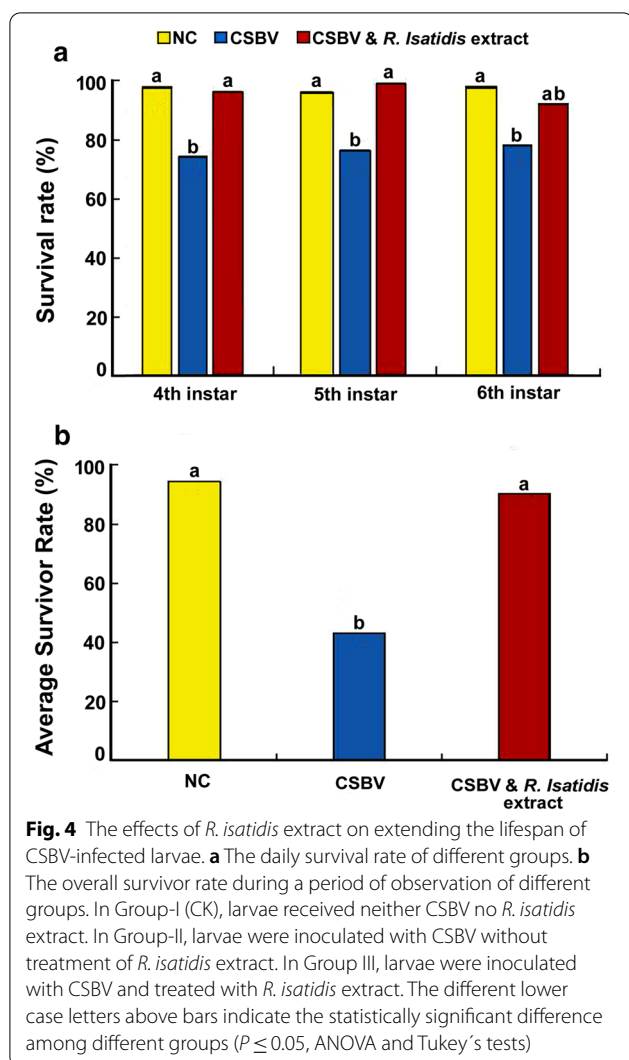 NC CSBV CSBV & R. Isatidis extract
a
Survival rate (%)
100
80
60
40
20
0
a b a
a b a
a b ab
4th instar 5th instar 6th instar
b
Average Survivor Rate (%)
100
80
60
40
20
0
a
b
a
NC CSBV CSBV & R. Isatidis
extract
Fig. 4 The effects of R. isatidis extract on extending the lifespan of
CSBV-infected larvae. a The daily survival rate of different groups. b
The overall survivor rate during a period of observation of different
groups. In Group-I (CK), larvae received neither CSBV no R. isatidis
extract. In Group-II, larvae were inoculated with CSBV without
treatment of R. isatidis extract. In Group III, larvae were inoculated
with CSBV and treated with R. isatidis extract. The different lower
case letters above bars indicate the statistically significant difference
among different groups (P ≤ 0.05, ANOVA and Tukey´s tests)